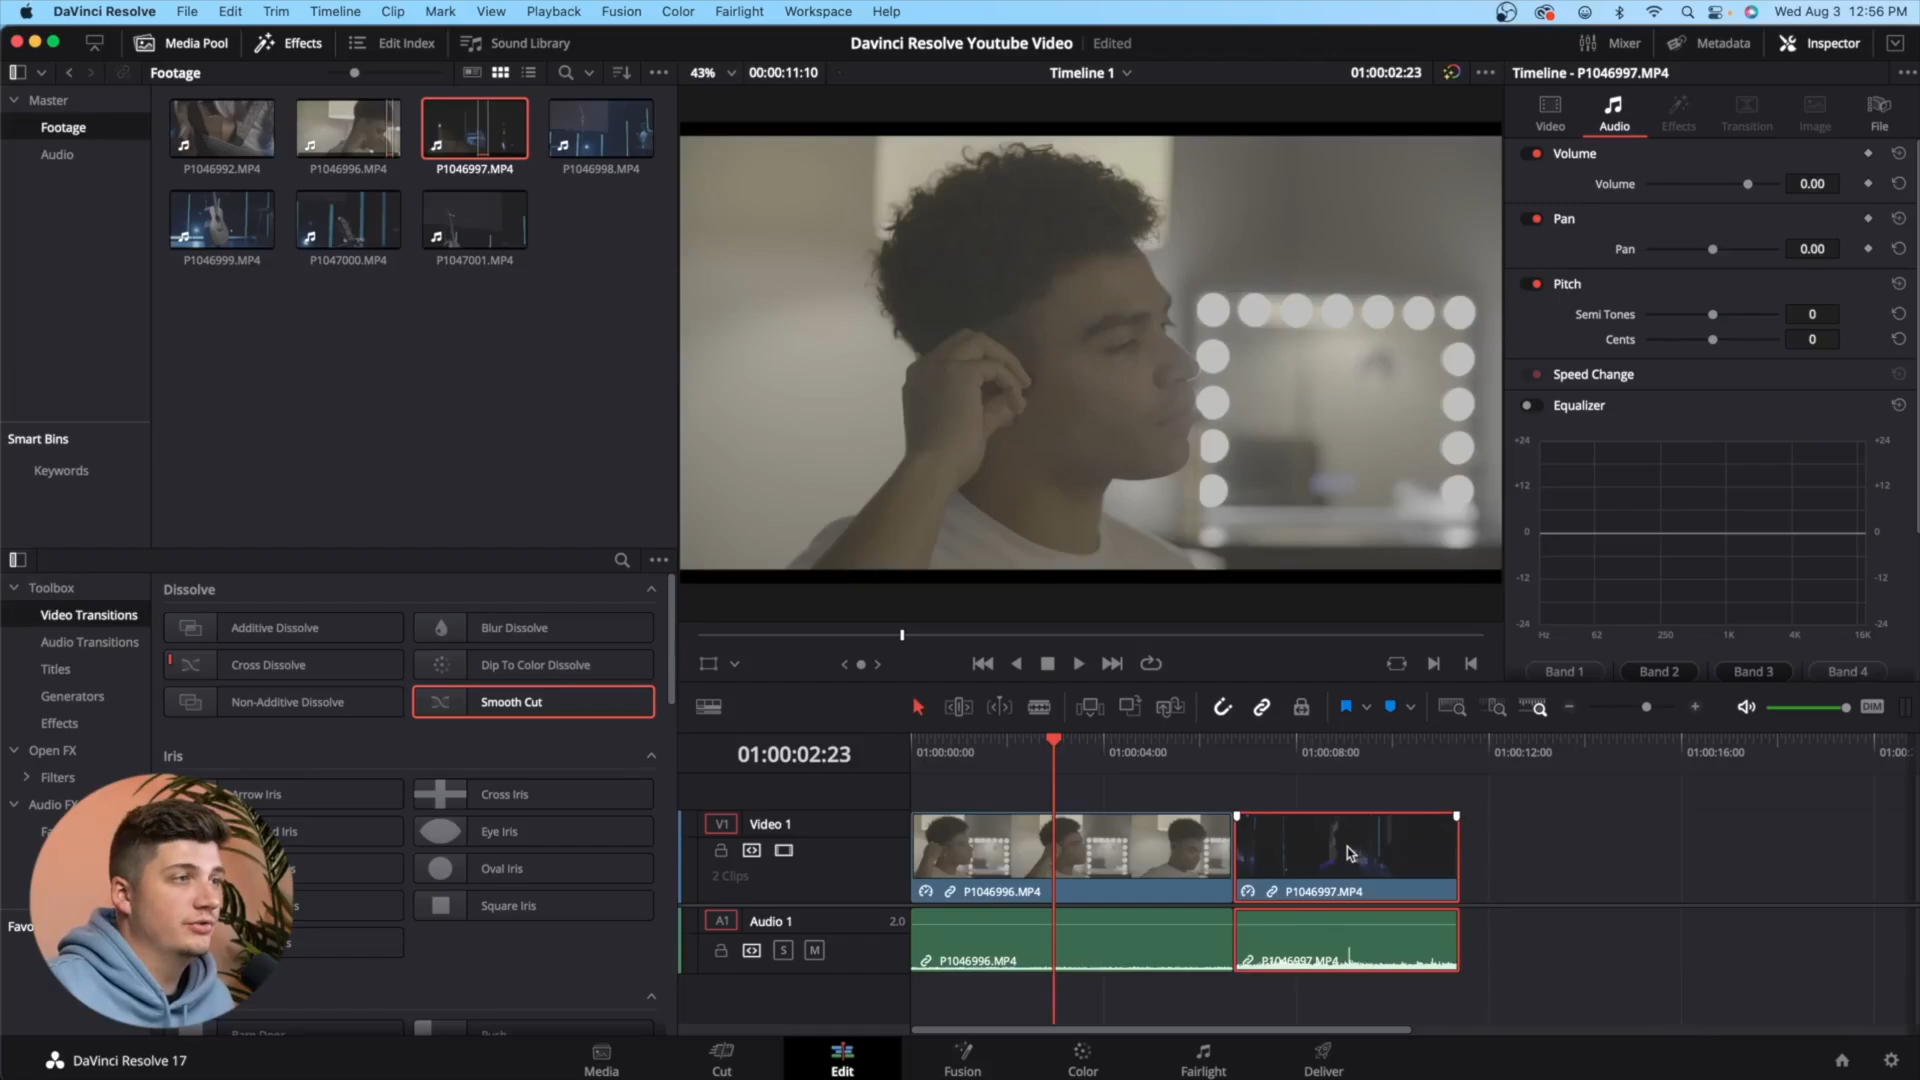 DaVinci Resolve File Edit Trim Timeline Clip Mark View Playback Fusion Color Fairlight Workspace Help Wed Aug 3 12:56 PM
Media Pool Effects Edit Index Sound Library Davinci Resolve Youtube Video Edited Mixer Metadata Inspector
Footage 43% 00:00:11:10 Timeline 1 01:00:02:23 Timeline - P1046997.MP4
Master
Footage
Audio
P1046992.MP4 P1046996.MP4 P1046997.MP4 P1046998.MP4
P1046999.MP4 P1047000.MP4 P1047001.MP4
Smart Bins
Keywords
Video Audio Effects Transition Image File
Volume
Volume 0.00
Pan
Pan 0.00
Pitch
Semi Tones 0
Cents 0
Speed Change
Equalizer
+24 +24
+12 +12
0 0
-12 -12
-24 -24
Hz 62 250 1K 4K 16K
Band 1 Band 2 Band 3 Band 4
Toolbox
Video Transitions
Audio Transitions
Titles
Generators
Effects
Open FX
Filters
Audio FX
Favo
Dissolve
Additive Dissolve Blur Dissolve
Cross Dissolve Dip To Color Dissolve
Non-Additive Dissolve Smooth Cut
Iris
Arrow Iris Cross Iris
d Iris Eye Iris
Oval Iris
Square Iris
Barn Door Push
DIM
01:00:02:23 01:00:00:00 01:00:04:00 01:00:08:00 01:00:12:00 01:00:16:00 01:00:
V1 Video 1
2 Clips
P1046996.MP4 P1046997.MP4
A1 Audio 1 2.0
S M
P1046996.MP4 P1046997.MP4
DaVinci Resolve 17
Media Cut Edit Fusion Color Fairlight Deliver